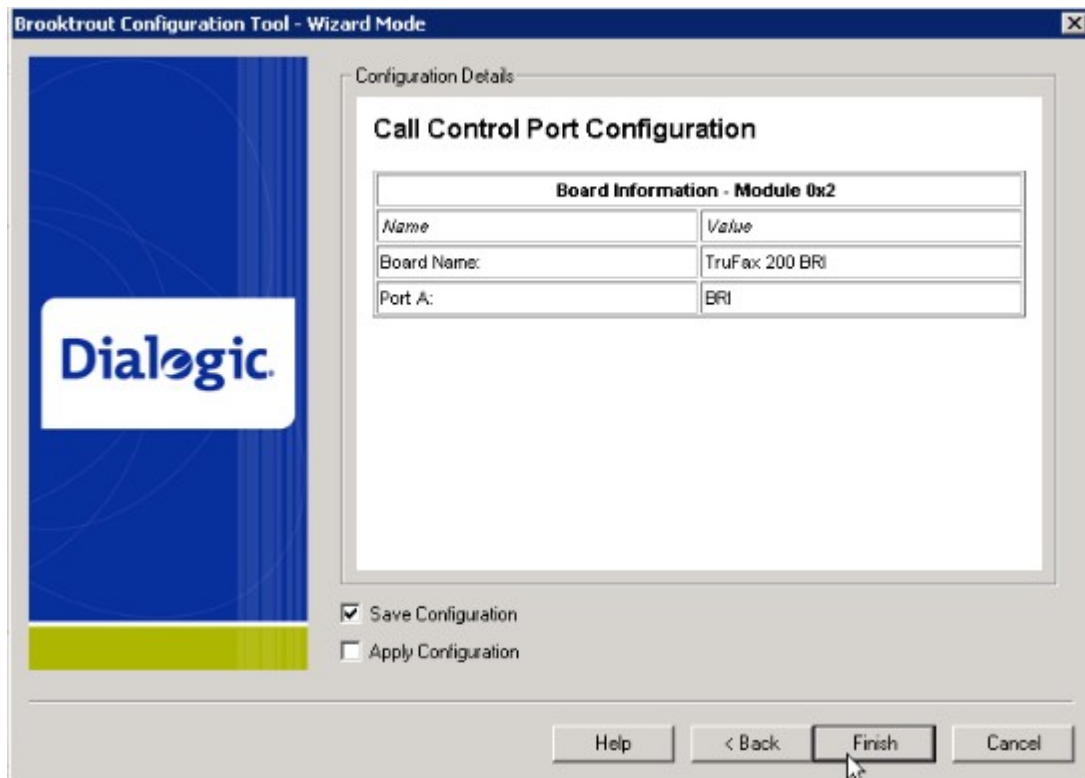 Brooktrout Configuration Tool - Wizard Mode
Configuration Details
Call Control Port Configuration
Board Information - Module 0x2
Name Value
Board Name: TruFax 200 BRI
Port A: BRI
Dialogic.
Save Configuration
Apply Configuration
Help < Back Finish Cancel